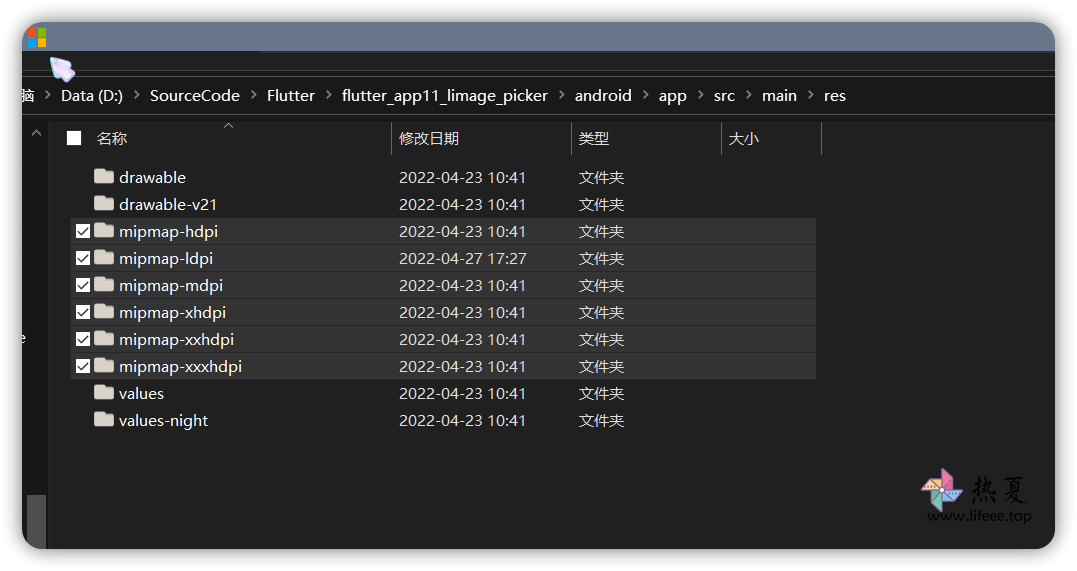 脑 > Data (D:) > SourceCode > Flutter > flutter_app11_limage_picker > android > app > src > main > res
名称 修改日期 类型 大小
drawable 2022-04-23 10:41 文件夹
drawable-v21 2022-04-23 10:41 文件夹
mipmap-hdpi 2022-04-23 10:41 文件夹
mipmap-ldpi 2022-04-27 17:27 文件夹
mipmap-mdpi 2022-04-23 10:41 文件夹
mipmap-xhdpi 2022-04-23 10:41 文件夹
mipmap-xxhdpi 2022-04-23 10:41 文件夹
mipmap-xxxhdpi 2022-04-23 10:41 文件夹
e
values 2022-04-23 10:41 文件夹
values-night 2022-04-23 10:41 文件夹
热夏
www.lifeee.top